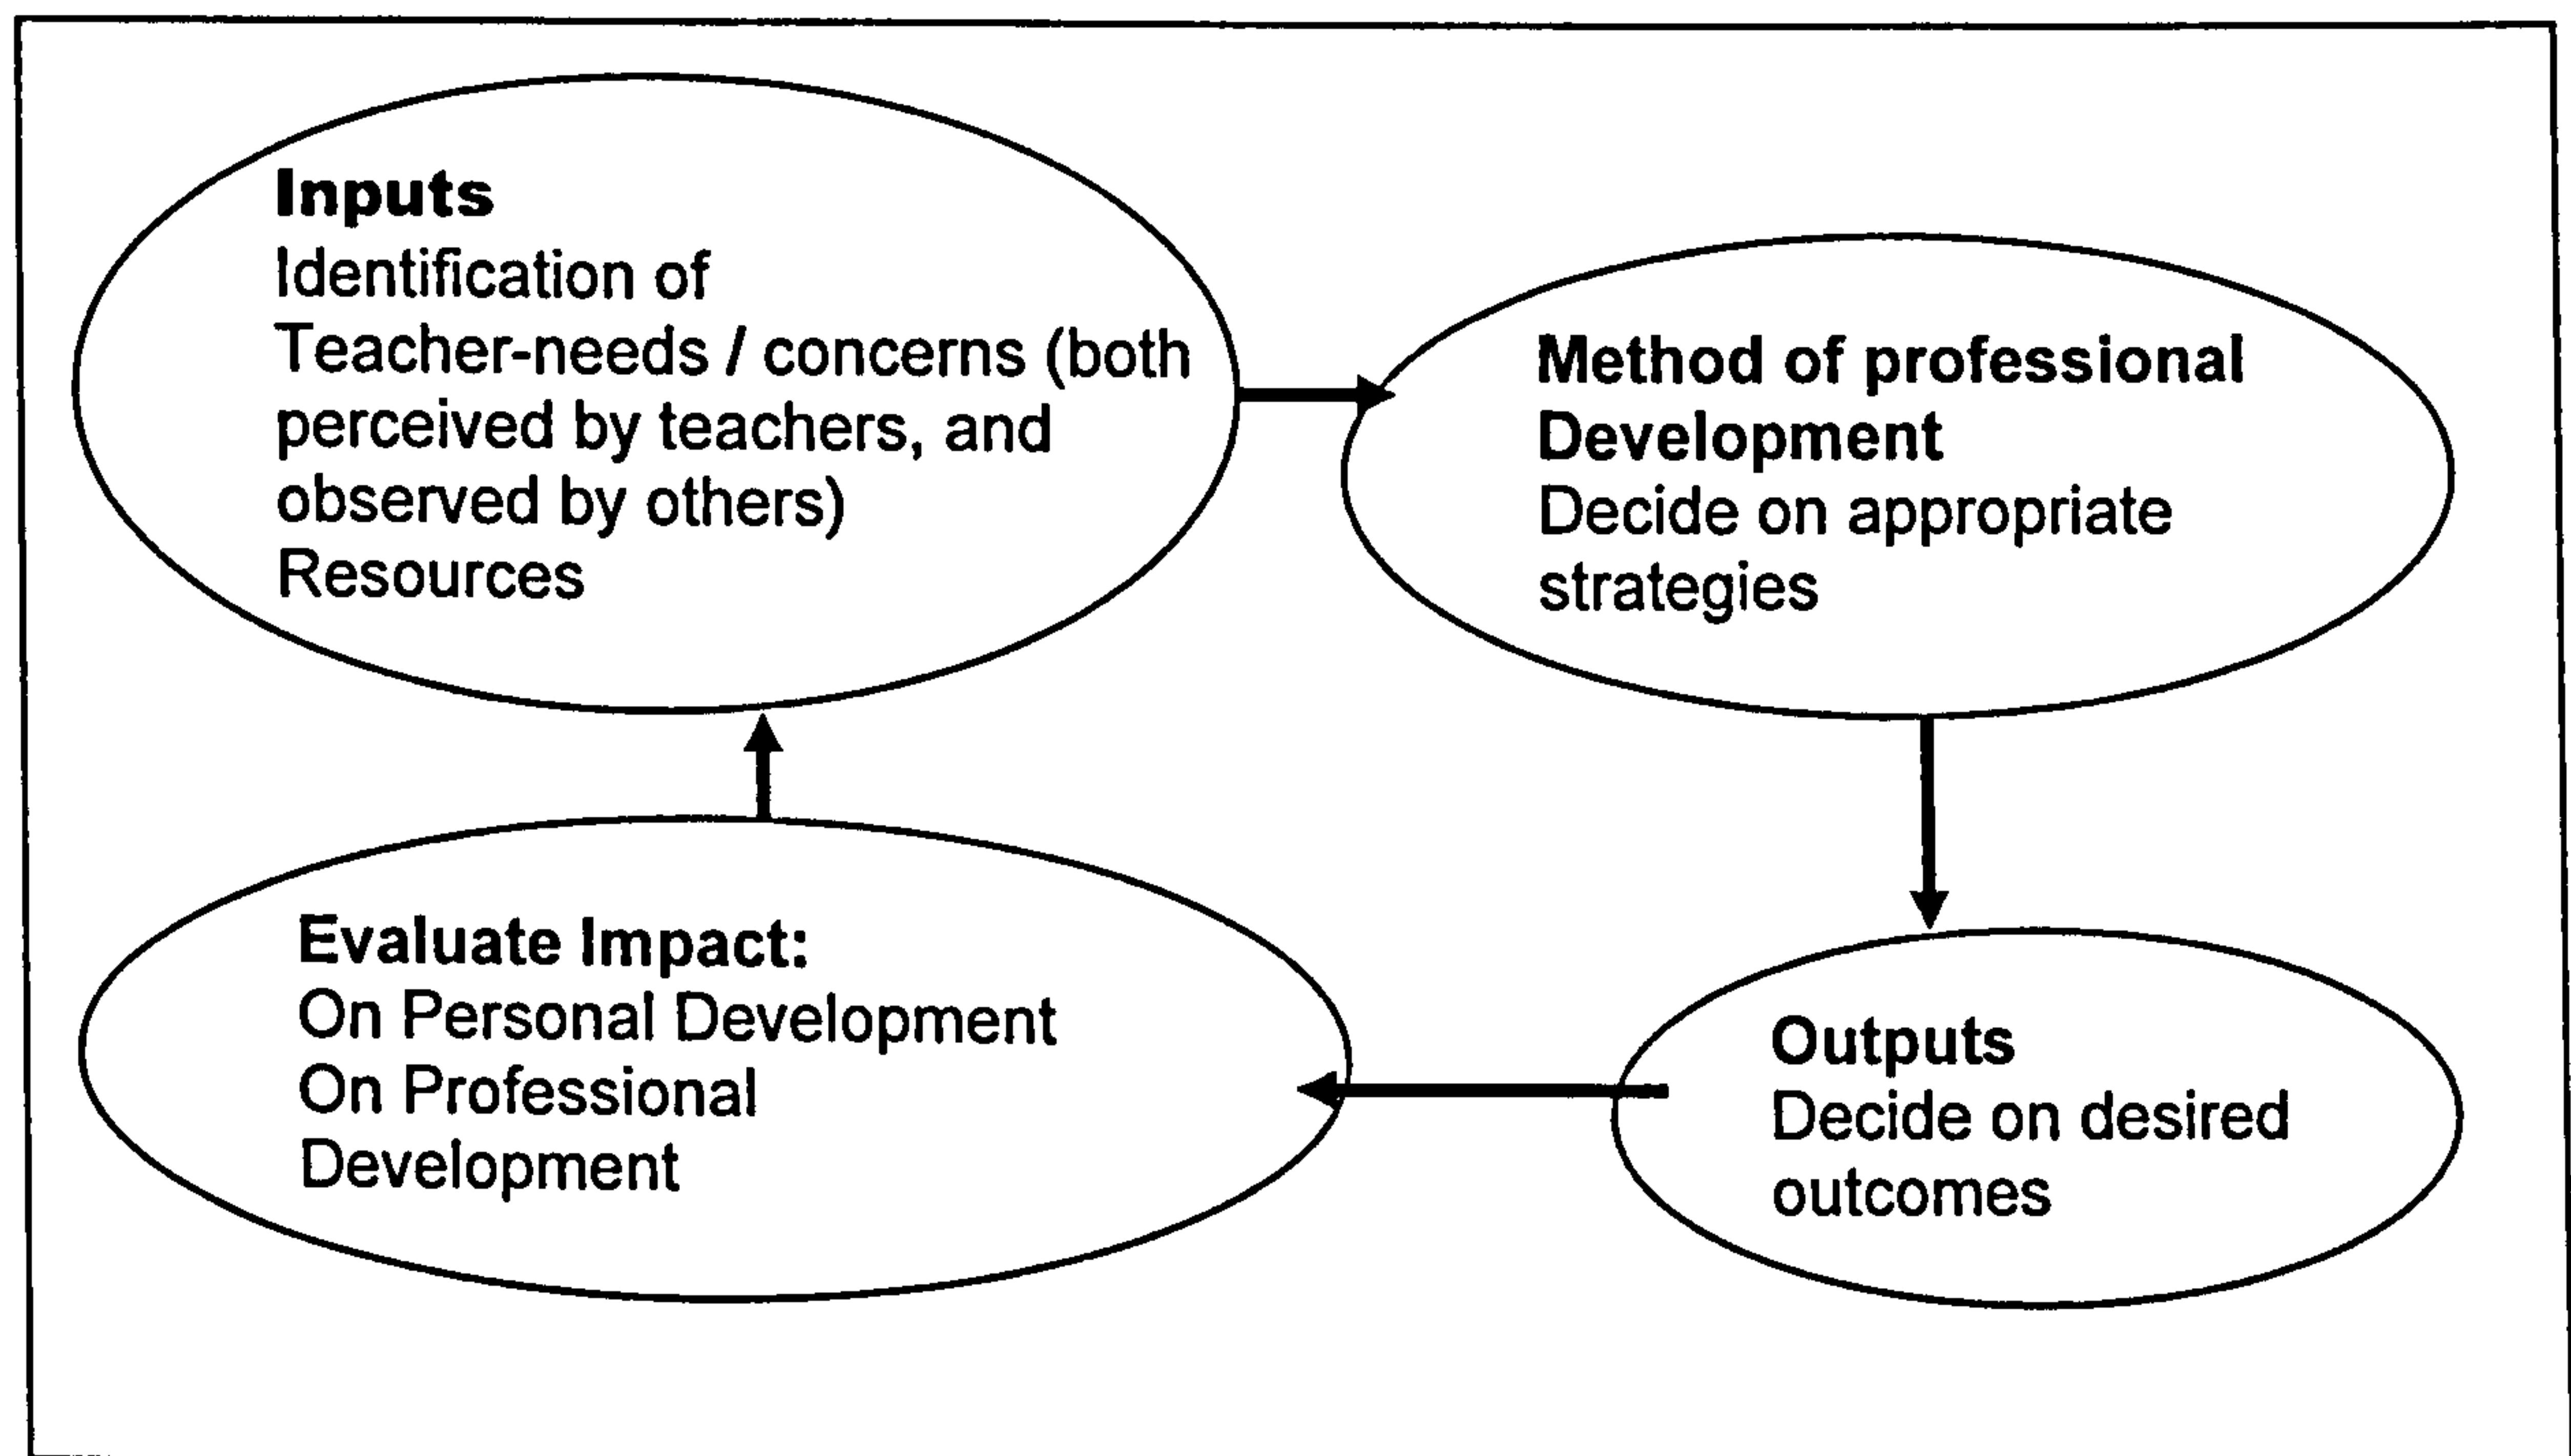 Inputs
Identification of
Teacher-needs / concerns (both
perceived by teachers, and
observed by others)
Resources
Method of professional
Development
Decide on appropriate
strategies
Outputs
Decide on desired
outcomes
Evaluate Impact:
On Personal Development
On Professional
Development